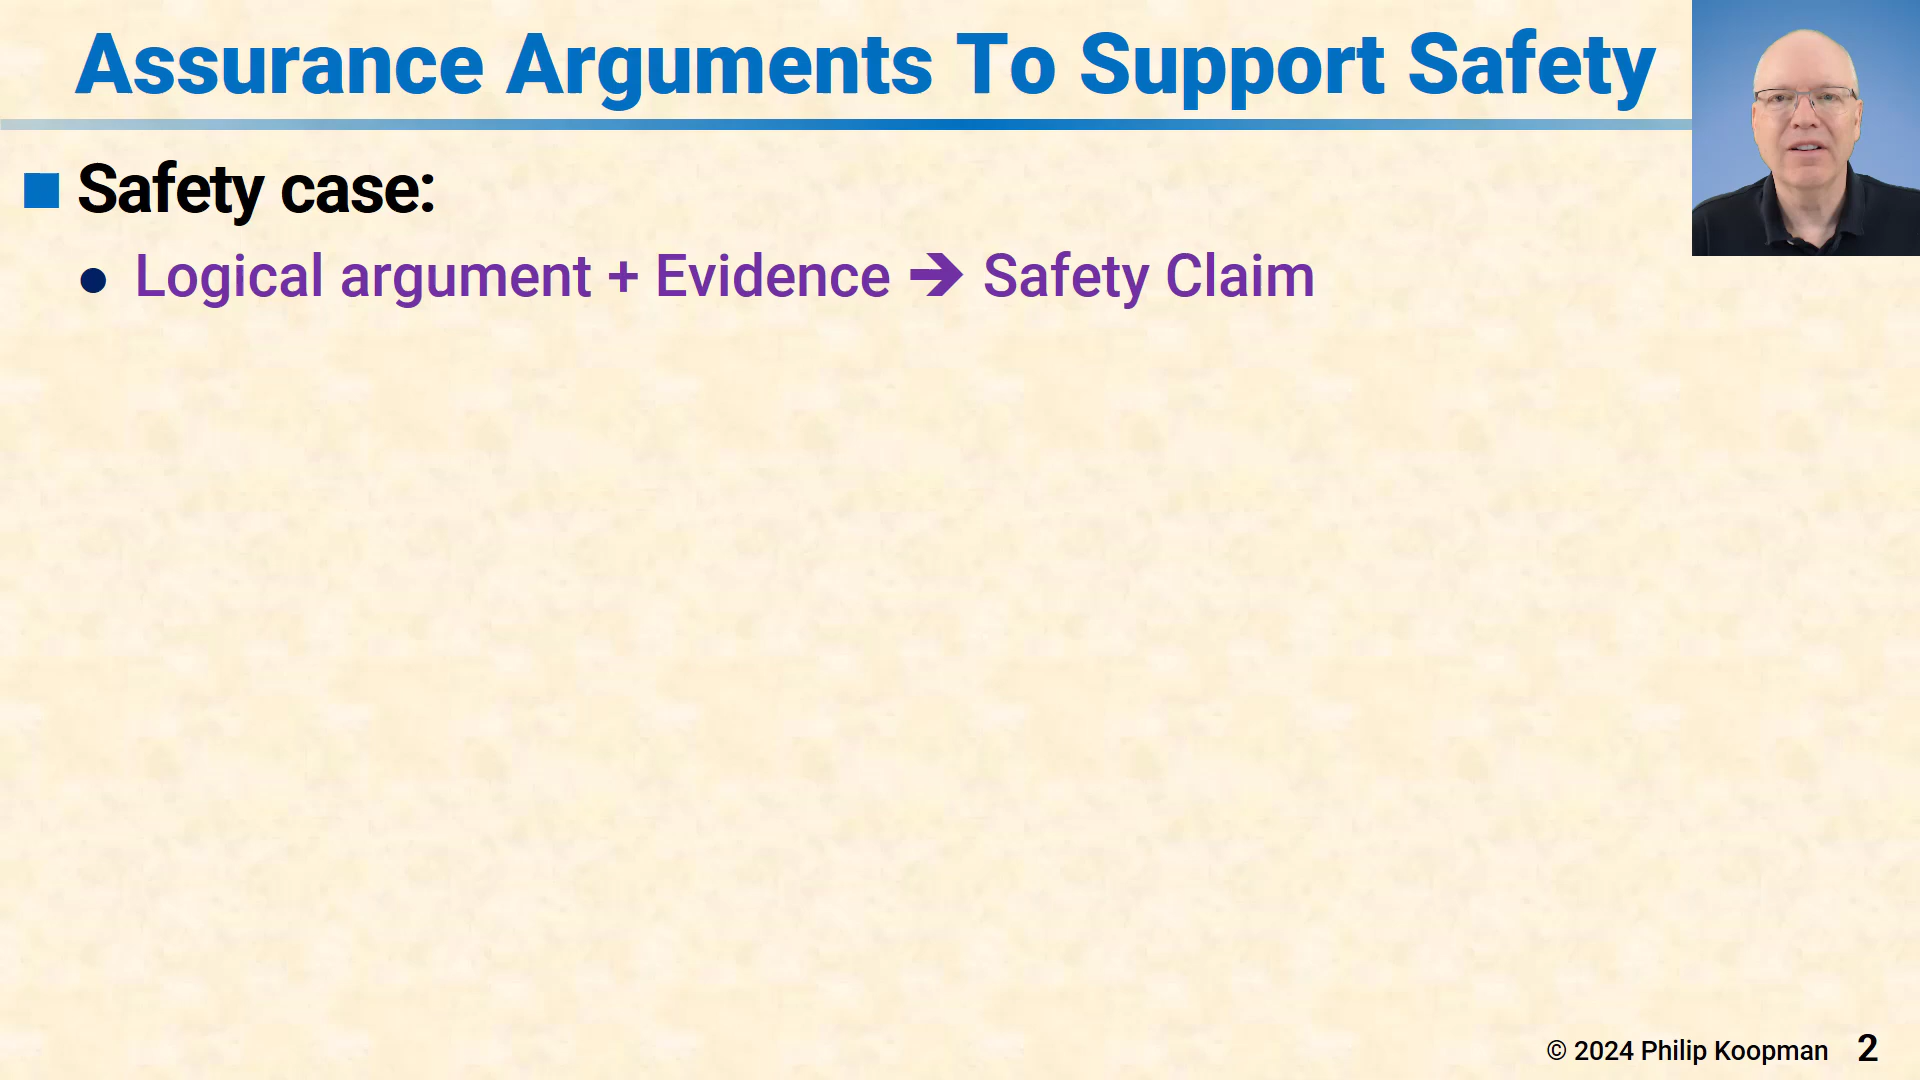 Assurance Arguments To Support Safety
Safety case:
Logical argument + Evidence ➔ Safety Claim
© 2024 Philip Koopman 2